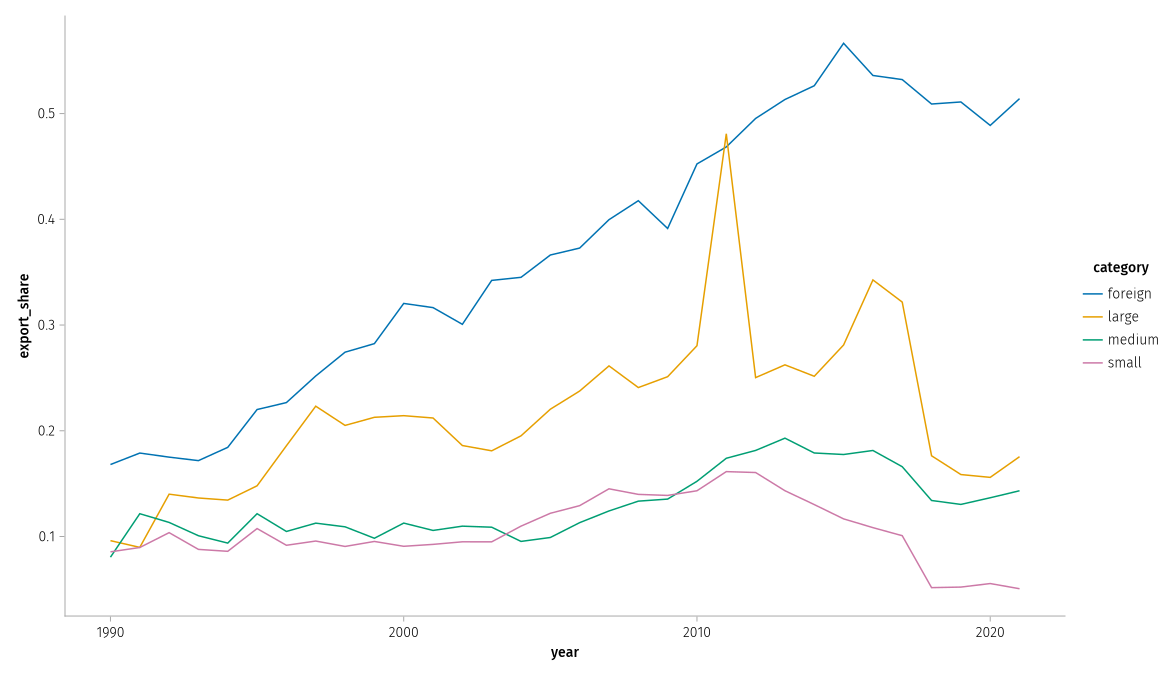 export_share
0.5
0.4
0.3
0.2
0.1
1990 2000 2010 2020
year
category
foreign
large
medium
small